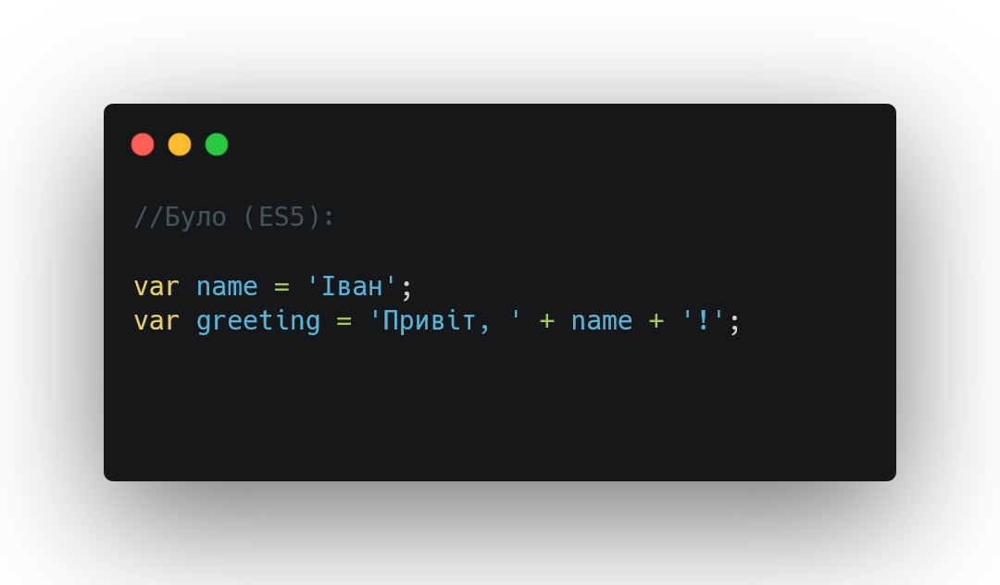 //Було (ES5):
var name = 'Іван';
var greeting = 'Привіт, ' + name + '!';